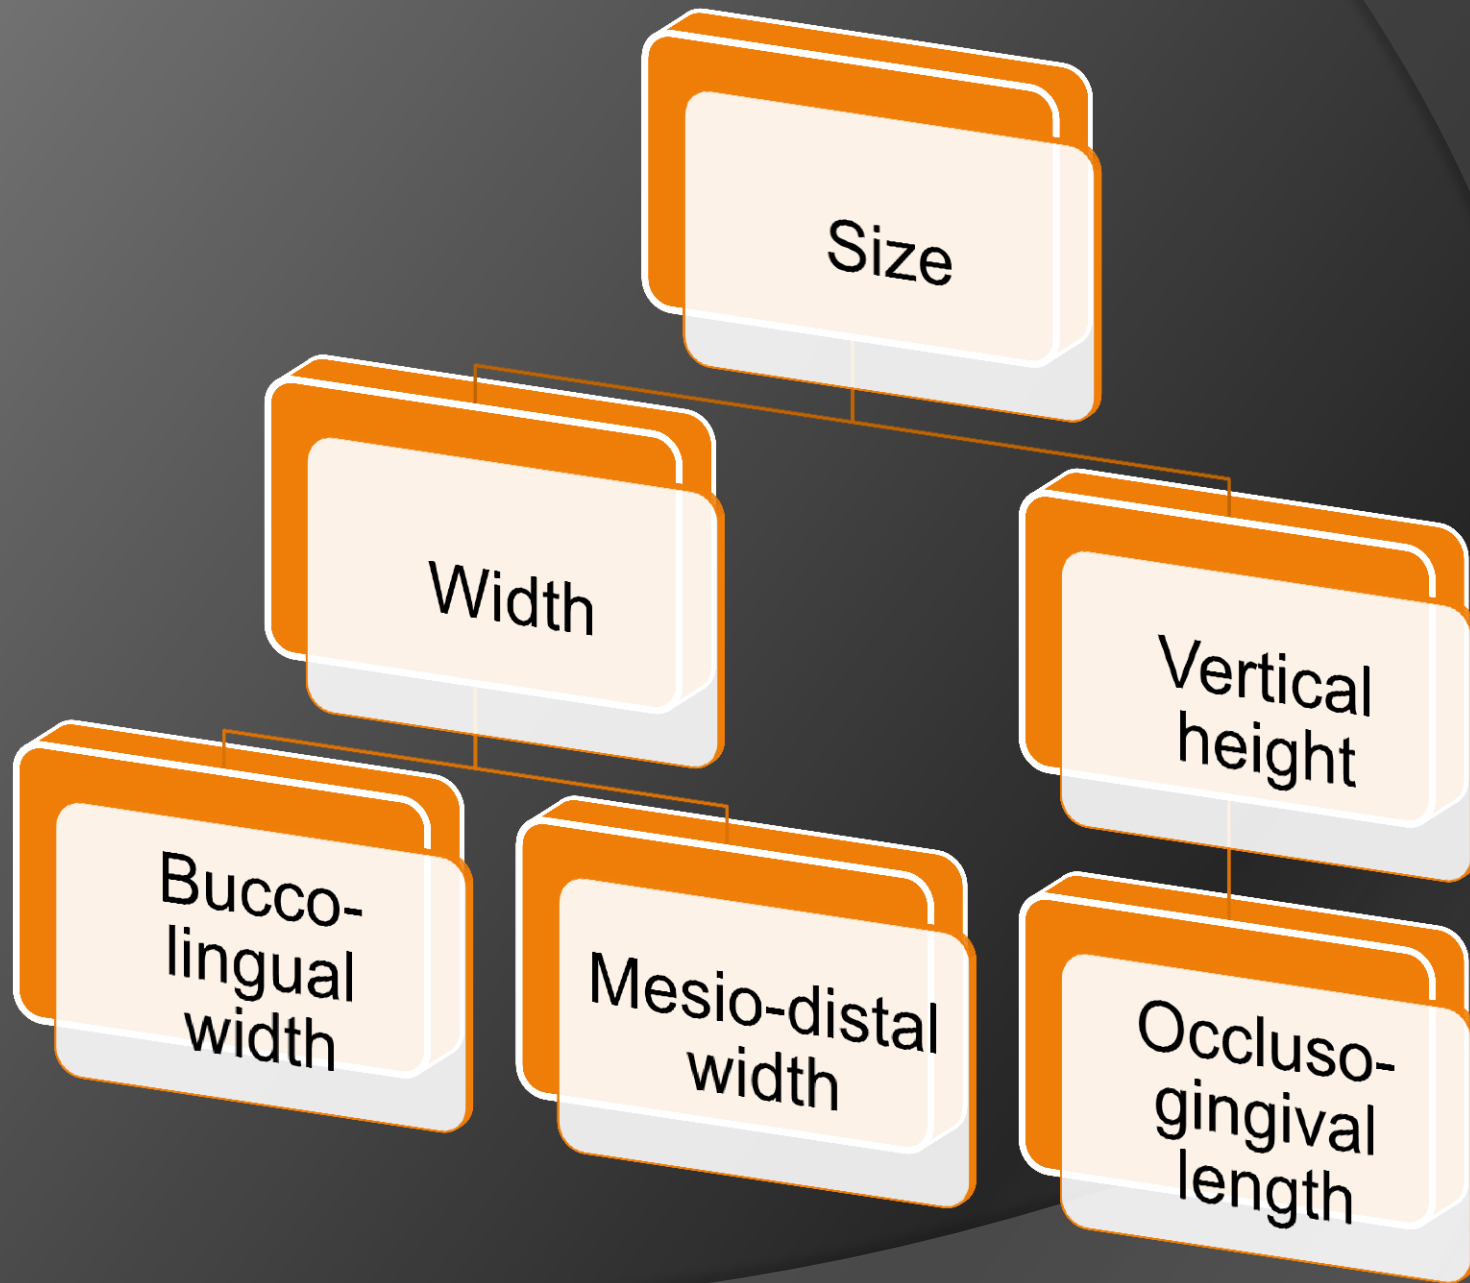 Size
Width
Vertical
height
Bucco-
lingual
width
Mesio-distal
width
Occluso-
gingival
length